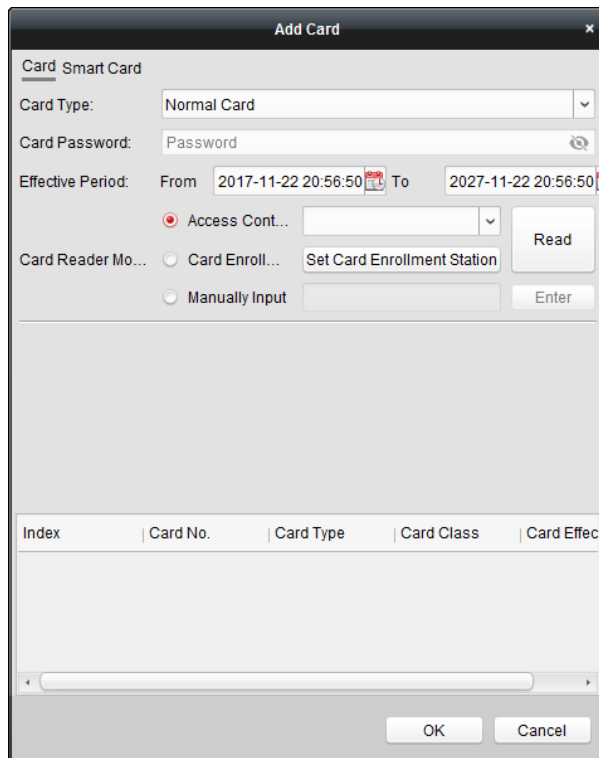 Add Card ×
Card Smart Card
Card Type: Normal Card
Card Password: Password
Effective Period: From 2017-11-22 20:56:50 To 2027-11-22 20:56:50
Access Cont...
Read
Card Reader Mo... Card Enroll... Set Card Enrollment Station
Manually Input Enter
Index Card No. Card Type Card Class Card Effec
OK Cancel